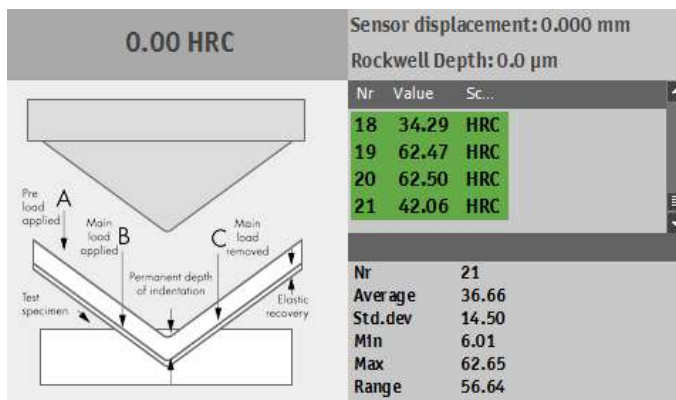 0.00 HRC
Sensor displacement: 0.000 mm
Rockwell Depth: 0.0 µm
Nr Value Sc...
18 34.29 HRC
19 62.47 HRC
20 62.50 HRC
21 42.06 HRC
Nr 21
Average 36.66
Std.dev 14.50
Min 6.01
Max 62.65
Range 56.64
Pre
load
applied
A
Main
load
applied
B
C
Main
load
removed
Permanent depth
of indentation
Test
specimen
Elastic
recovery